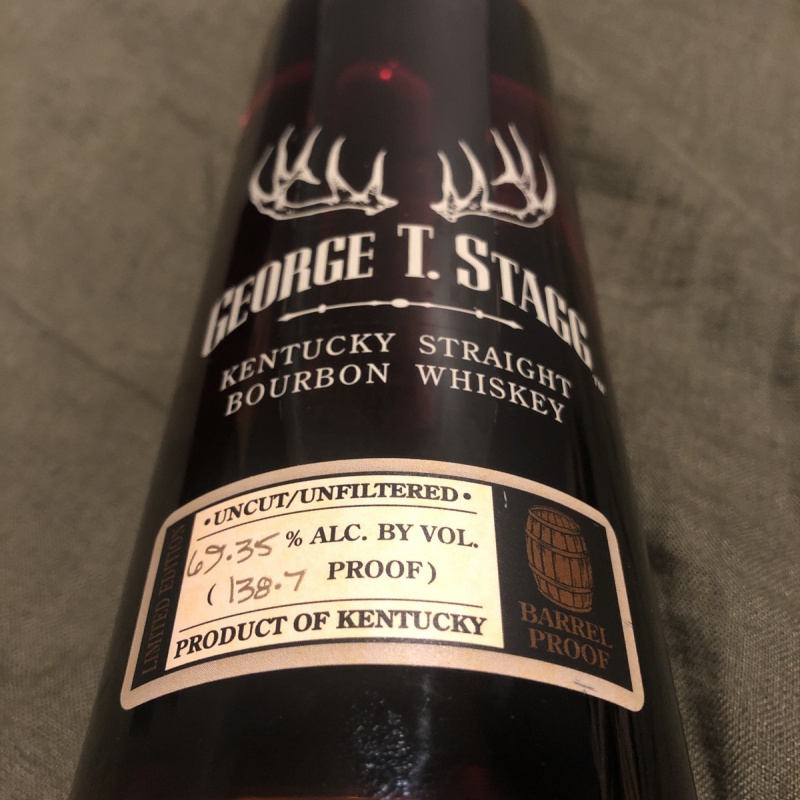 GEORGE T. STAGG
KENTUCKY STRAIGHT
BOURBON WHISKEY
LIMITED EDITION
•UNCUT/UNFILTERED•
69.35 % ALC. BY VOL.
( 138.7 PROOF)
PRODUCT OF KENTUCKY
BARREL
PROOF